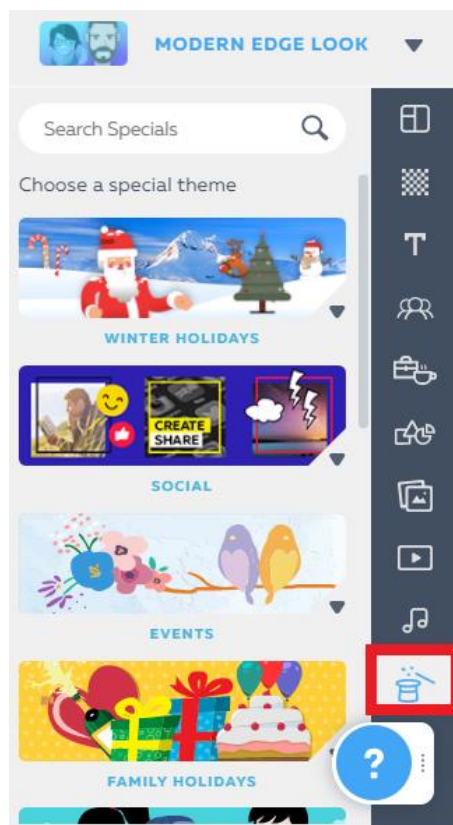 MODERN EDGE LOOK
Search Specials
Choose a special theme
T
WINTER HOLIDAYS
CREATE
SHARE
SOCIAL
EVENTS
FAMILY HOLIDAYS
?